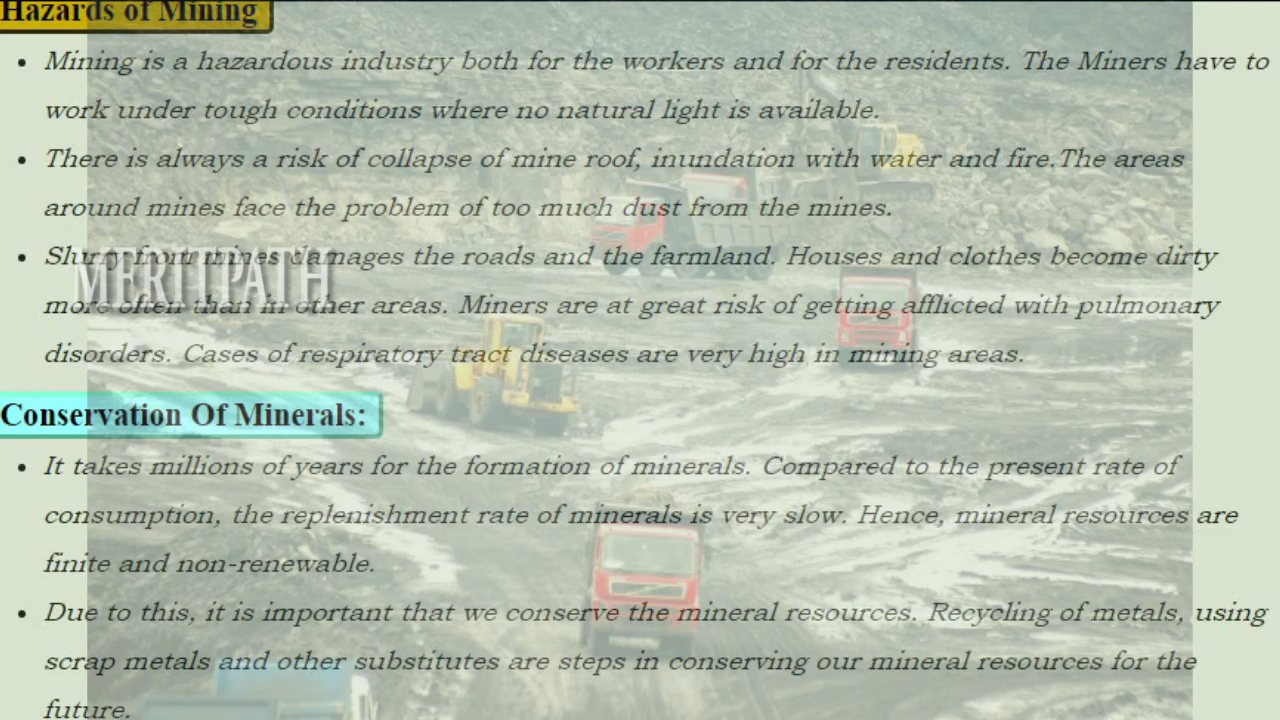 Hazards of Mining
• Mining is a hazardous industry both for the workers and for the residents. The Miners have to
work under tough conditions where no natural light is available.
• There is always a risk of collapse of mine roof, inundation with water and fire.The areas
around mines face the problem of too much dust from the mines.
• Slurry from mines damages the roads and the farmland. Houses and clothes become dirty
MERITPATH
more often than in other areas. Miners are at great risk of getting afflicted with pulmonary
disorders. Cases of respiratory tract diseases are very high in mining areas.
Conservation Of Minerals:
• It takes millions of years for the formation of minerals. Compared to the present rate of
consumption, the replenishment rate of minerals is very slow. Hence, mineral resources are
finite and non-renewable.
• Due to this, it is important that we conserve the mineral resources. Recycling of metals, using
scrap metals and other substitutes are steps in conserving our mineral resources for the
future.